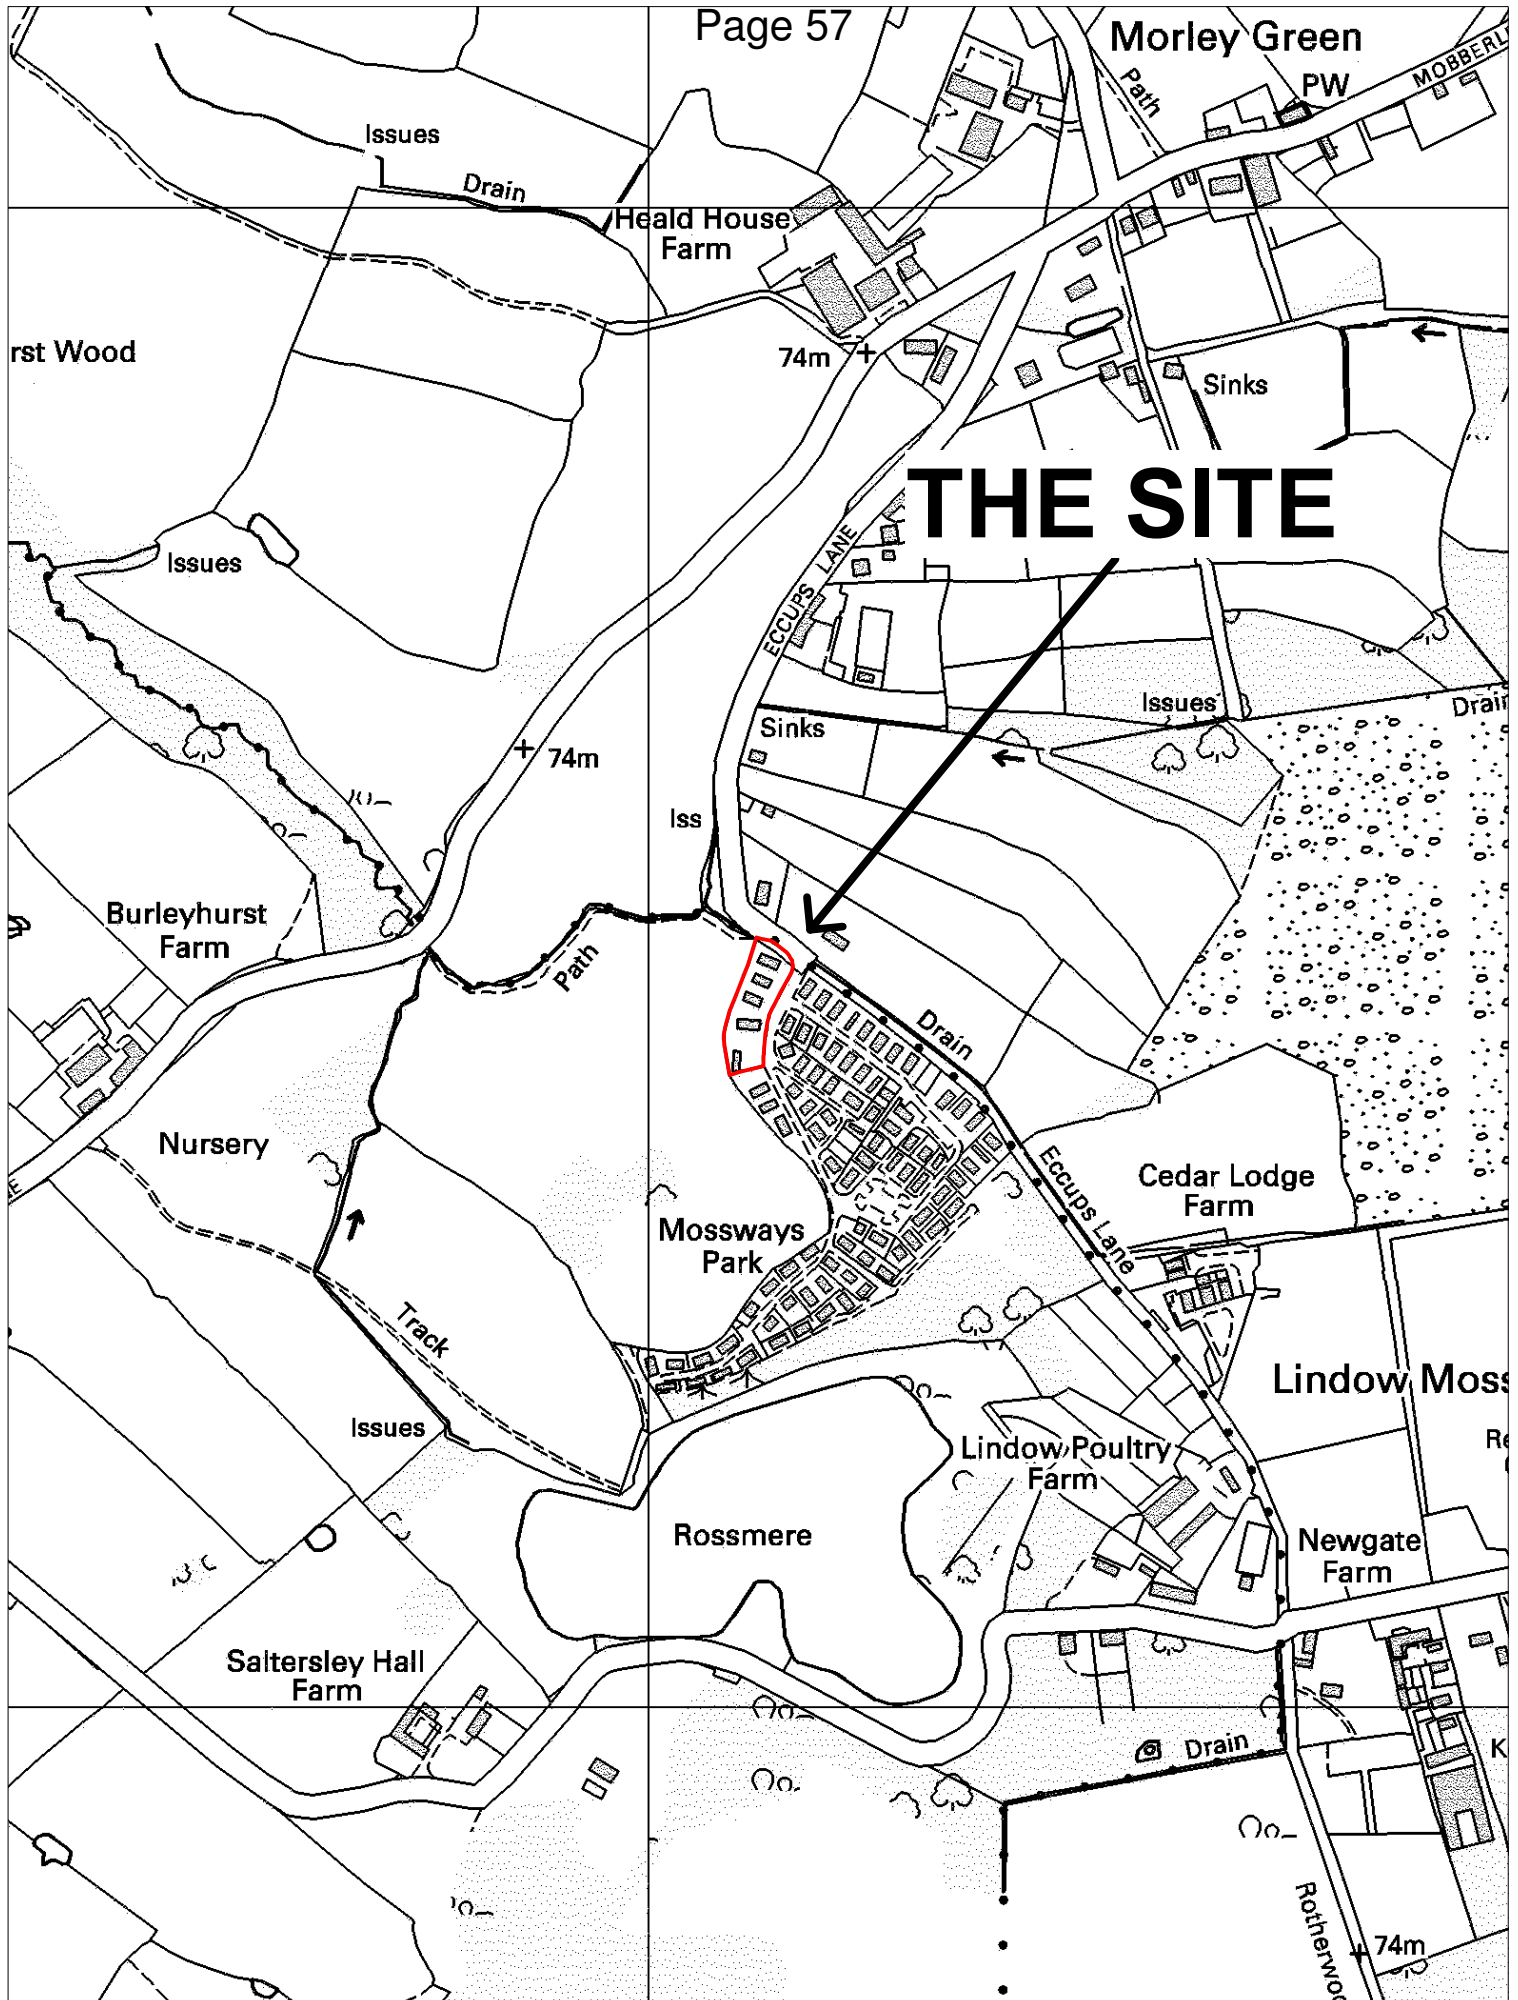 Page 57
Morley Green
PW
Path
Issues
Drain
Heald House
Farm
rst Wood
74m
Sinks
THE SITE
ECCUPS LANE
Issues
Issues
Drain
Sinks
74m
Iss
Burleyhurst
Farm
Path
Drain
Nursery
Eccups Lane
Cedar Lodge
Farm
Mossways
Park
Track
Lindow Moss
Issues
Lindow Poultry
Farm
Rossmere
Newgate
Farm
Saltersley Hall
Farm
Drain
K
74m